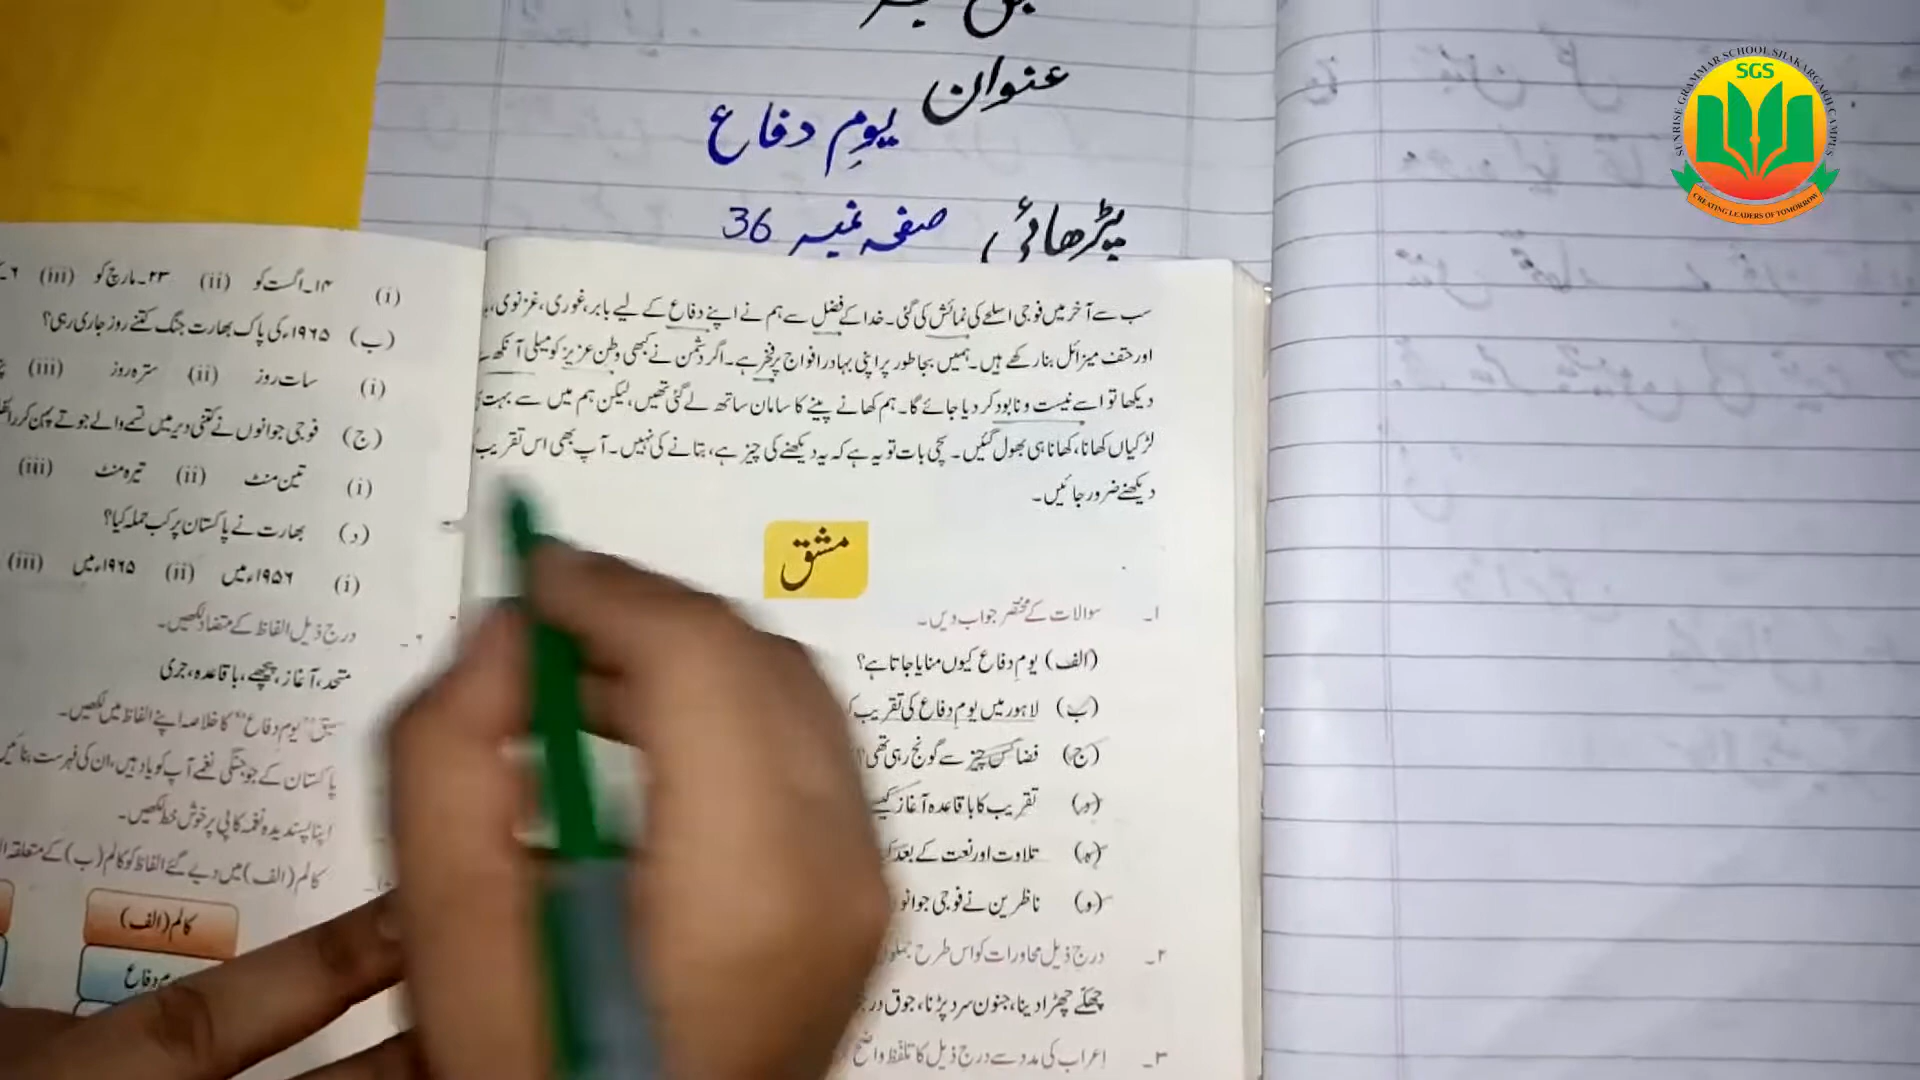 عنوان
یومِ دفاع
پڑھائی صفحہ نمبر 36
SUNRISE GRAMMAR SCHOOL SHAKARGARH CAMPUS
SGS
CREATING LEADERS OF TOMORROW
سب سے آخر میں فوجی اسلحے کی نمائش کی گئی۔ خدا کے فضل سے ہم نے اپنے دفاع کے لیے بابر، غوری، غزنوی،
اور حتف میزائل بنا رکھے ہیں۔ ہمیں بجا طور پر اپنی بہادر افواج پر فخر ہے۔ اگر دشمن نے کبھی وطن عزیز کو میلی آنکھ
دیکھا تو اسے نیست و نابود کر دیا جائے گا۔ ہم کھانے پینے کا سامان ساتھ لے گئی تھیں، لیکن ہم میں سے بہت
لڑکیاں کھانا، کھانا ہی بھول گئیں۔ سچی بات تو یہ ہے کہ یہ دیکھنے کی چیز ہے، بتانے کی نہیں۔ آپ بھی اس تقریب
دیکھنے ضرور جائیں۔
مشق
۱۔ سوالات کے مختصر جواب دیں۔
(الف) یومِ دفاع کیوں منایا جاتا ہے؟
(ب) لاہور میں یومِ دفاع کی تقریب
(ج) فضا کس چیز سے گونج رہی تھی؟
(د) تقریب کا باقاعدہ آغاز کیسے
(ہ) تلاوت اور نعت کے بعد
(و) ناظرین نے فوجی
۲۔ درج ذیل محاورات کو اس طرح
چھکے چھڑا دینا، جنون سرد پڑنا، جوق در
۳۔ اعراب کی مدد سے درج ذیل کا تلفظ واضح
(i) ۱۴۔ اگست کو (ii) ۲۳۔ مارچ کو (iii) ۶۔
(ب) ۱۹۶۵ء کی پاک بھارت جنگ کتنے روز جاری رہی؟
(i) سات روز (ii) سترہ روز (iii)
(ج) فوجی جوانوں نے کتنی دیر میں تسمے والے جوتے پہن کر
(i) تین منٹ (ii) تیرہ منٹ (iii)
(د) بھارت نے پاکستان پر کب حملہ کیا؟
(i) ۱۹۵۶ء میں (ii) ۱۹۶۵ء میں (iii)
۶۔ درج ذیل الفاظ کے متضاد لکھیں۔
متحد، آغاز، پیچھے، باقاعدہ، جری
سبق "یومِ دفاع" کا خلاصہ اپنے الفاظ میں لکھیں۔
پاکستان کے جو جنگی نغمے آپ کو یاد ہیں، ان کی فہرست بنائیں
اپنا پسندیدہ نغمہ کاپی پر خوش خط لکھیں۔
کالم (الف) میں دیے گئے الفاظ کو کالم (ب) کے متعلقہ
کالم (الف)
دفاع